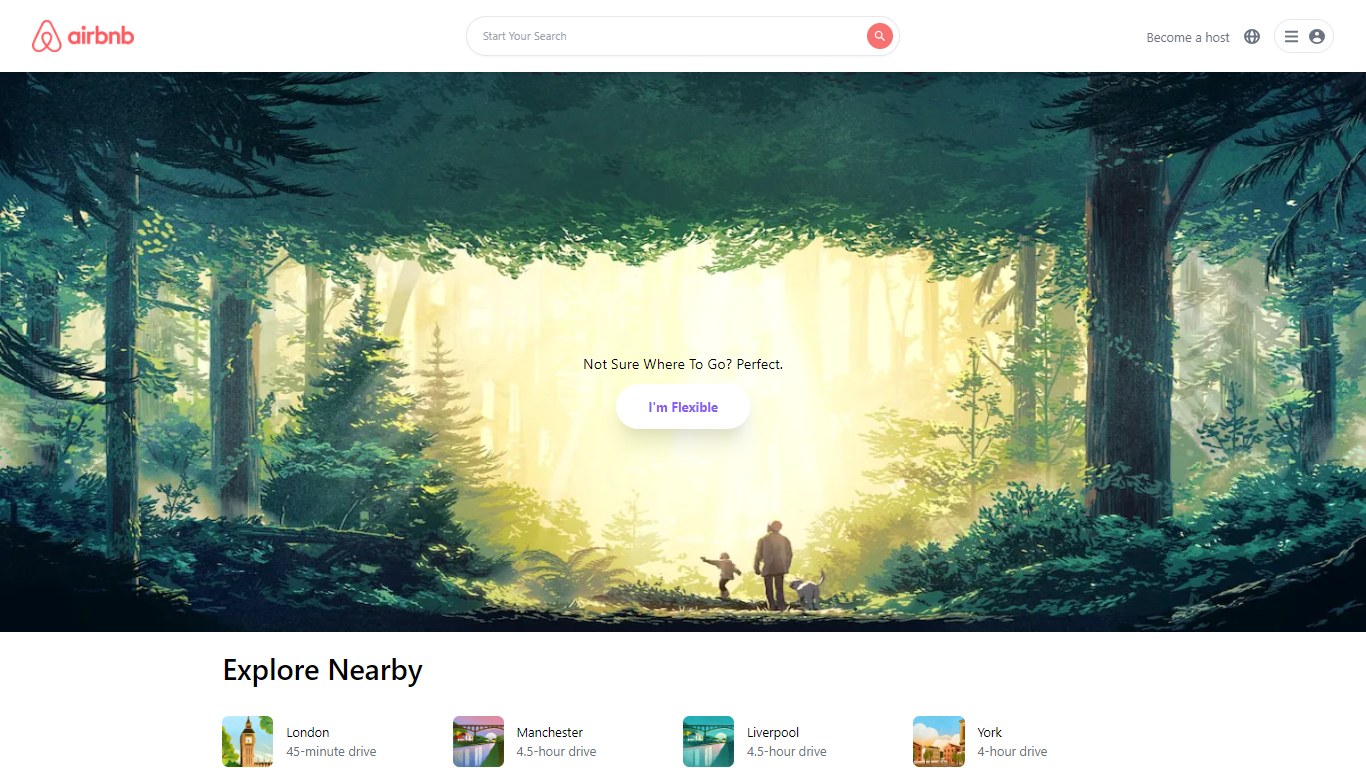 airbnb
Start Your Search
Become a host
Not Sure Where To Go? Perfect.
I'm Flexible
Explore Nearby
London
45-minute drive
Manchester
4.5-hour drive
Liverpool
4.5-hour drive
York
4-hour drive